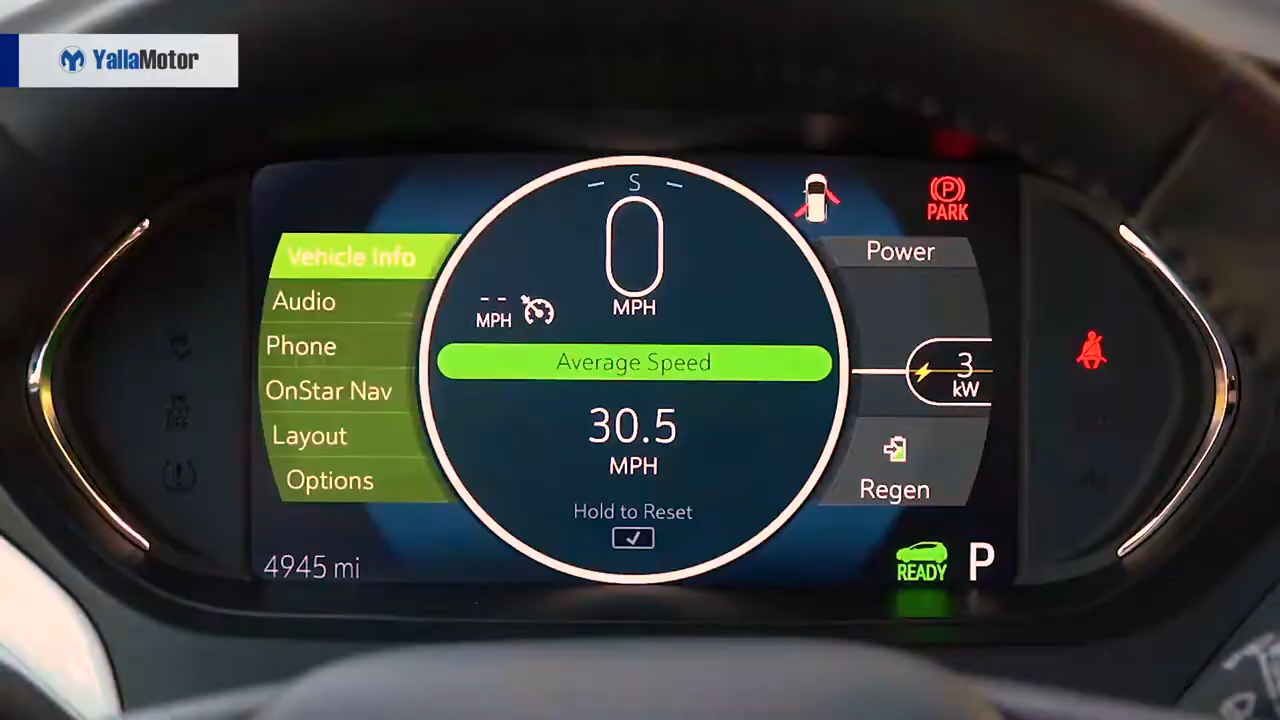 YallaMotor
S
0
MPH
-- MPH
Vehicle Info
Audio
Phone
OnStar Nav
Layout
Options
Average Speed
30.5
MPH
Hold to Reset
4945 mi
P
PARK
Power
3
kW
Regen
READY
P